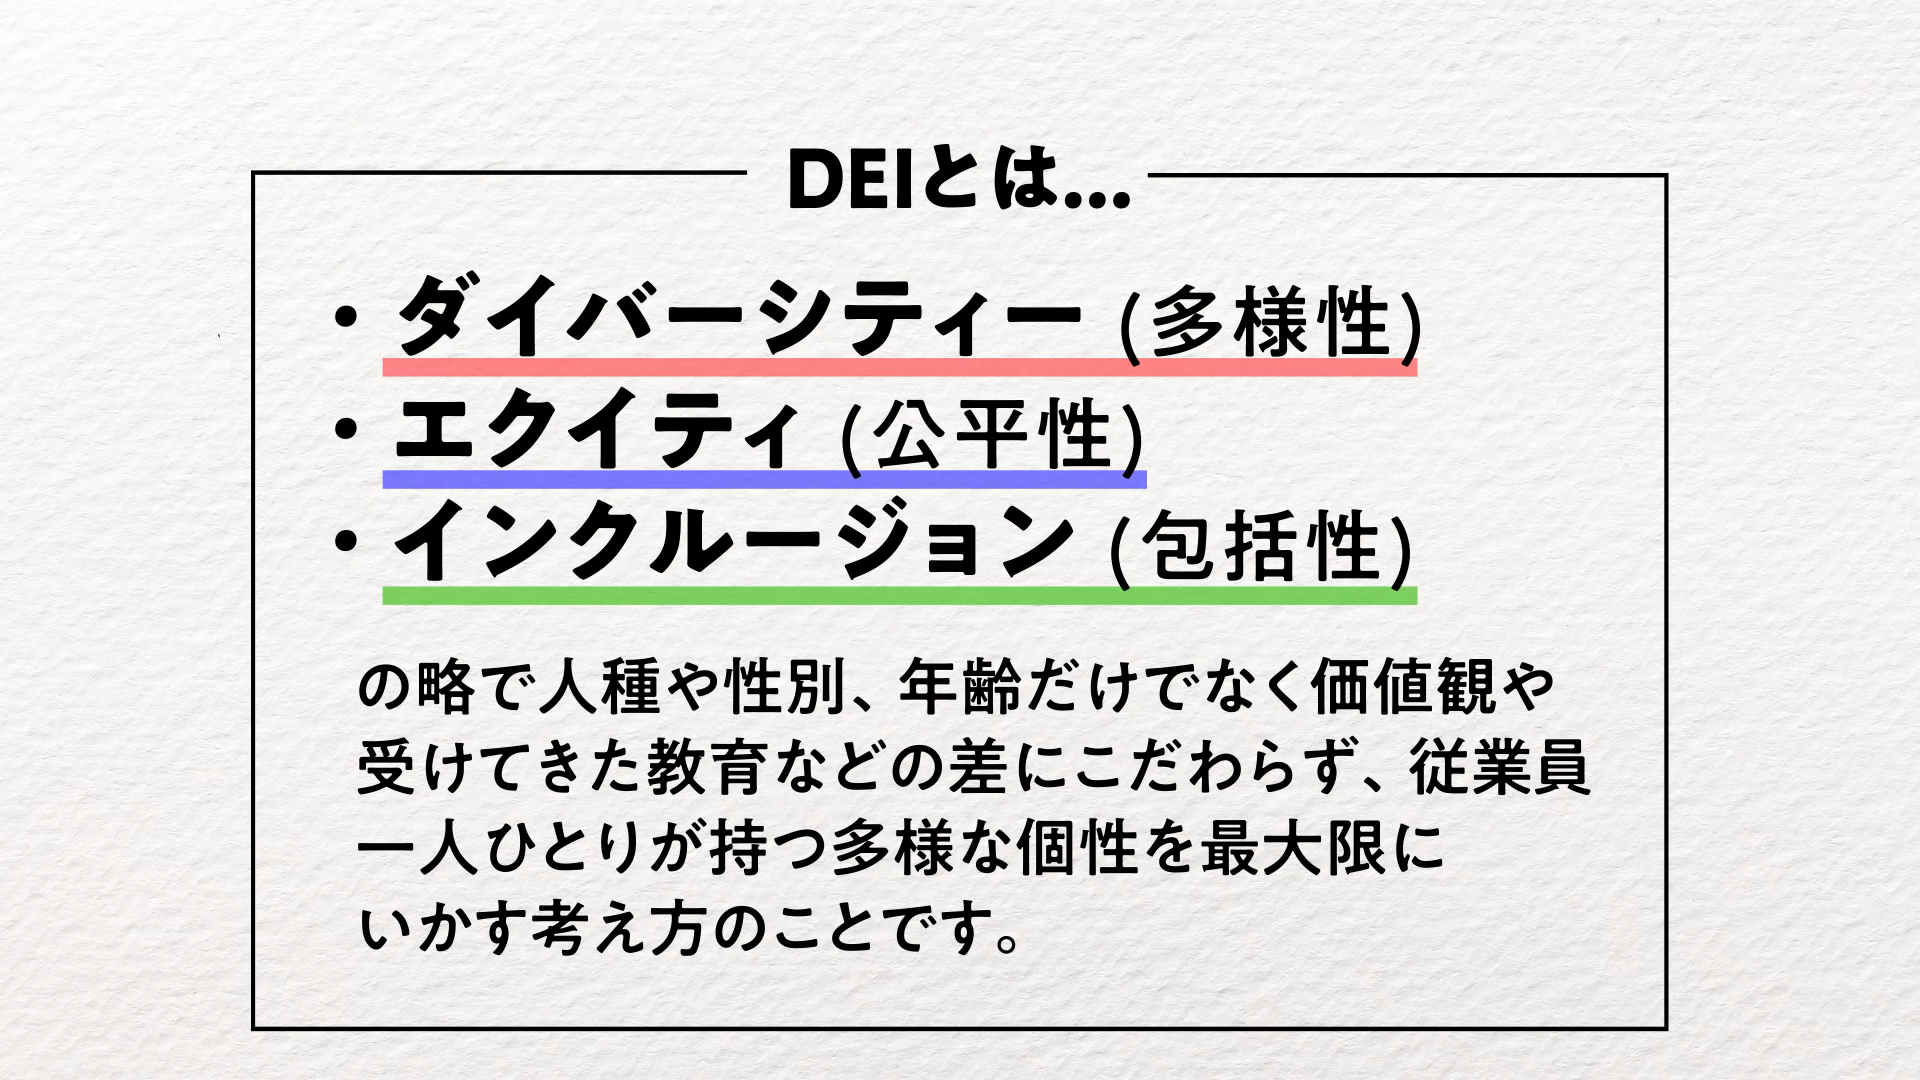 DEIとは...
・ダイバーシティー (多様性)
・エクイティ (公平性)
・インクルージョン (包括性)
の略で人種や性別、年齢だけでなく価値観や
受けてきた教育などの差にこだわらず、従業員
一人ひとりが持つ多様な個性を最大限に
いかす考え方のことです。